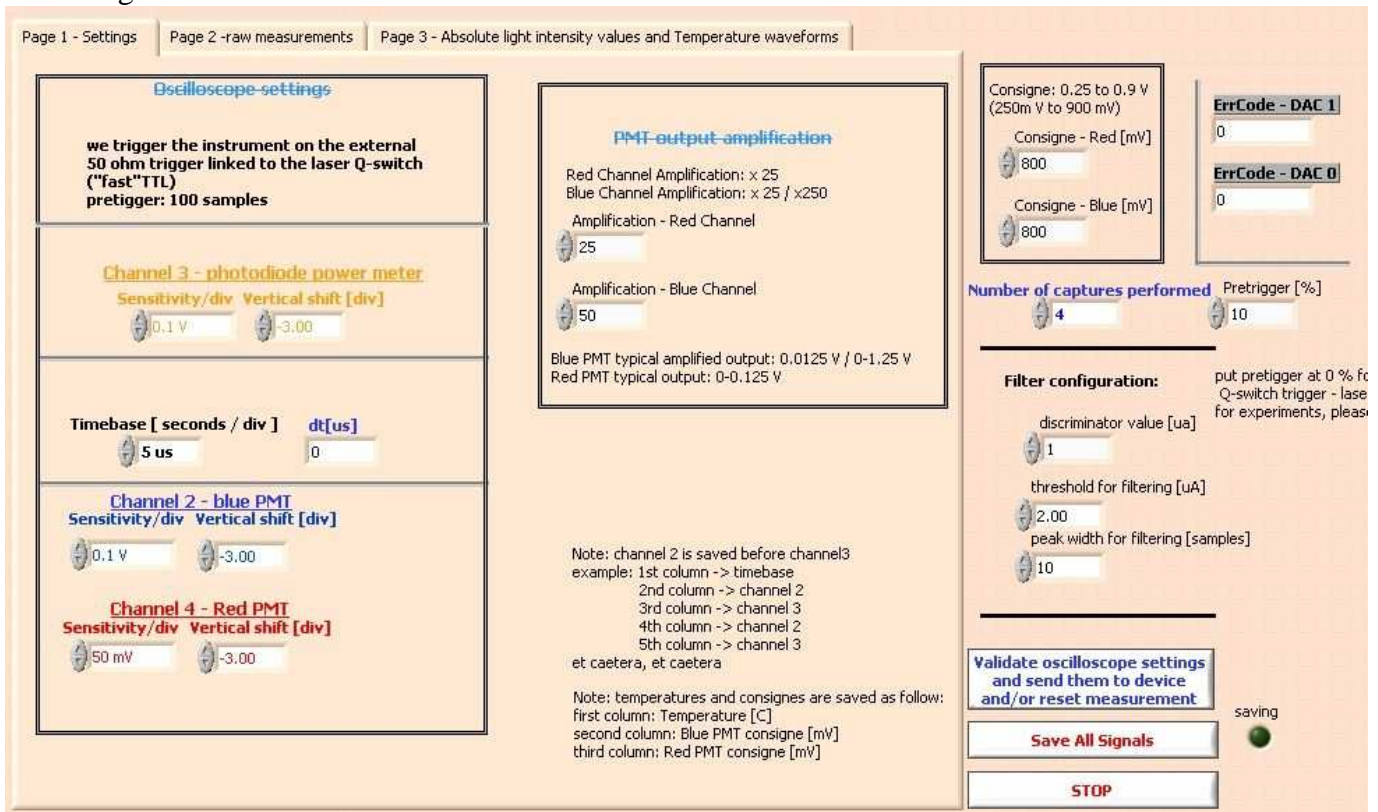 Page 1 - Settings
Page 2 -raw measurements
Page 3 - Absolute light intensity values and Temperature waveforms
Oscilloscope settings
we trigger the instrument on the external
50 ohm trigger linked to the laser Q-switch
("fast"TTL)
pretigger: 100 samples
Channel 3 - photodiode power meter
Sensitivity/div Vertical shift [div]
0.1 V -3.00
Timebase [ seconds / div ] dt[us]
5 us 0
Channel 2 - blue PMT
Sensitivity/div Vertical shift [div]
0.1 V -3.00
Channel 4 - Red PMT
Sensitivity/div Vertical shift [div]
50 mV -3.00
PMT output amplification
Red Channel Amplification: x 25
Blue Channel Amplification: x 25 / x250
Amplification - Red Channel
25
Amplification - Blue Channel
50
Blue PMT typical amplified output: 0.0125 V / 0-1.25 V
Red PMT typical output: 0-0.125 V
Note: channel 2 is saved before channel3
example: 1st column -> timebase
2nd column -> channel 2
3rd column -> channel 3
4th column -> channel 2
5th column -> channel 3
et caetera, et caetera
Note: temperatures and consignes are saved as follow:
first column: Temperature [C]
second column: Blue PMT consigne [mV]
third column: Red PMT consigne [mV]
Consigne: 0.25 to 0.9 V
(250m V to 900 mV)
Consigne - Red [mV]
800
Consigne - Blue [mV]
800
ErrCode - DAC 1
0
ErrCode - DAC 0
0
Number of captures performed
4
Pretrigger [%]
10
Filter configuration:
discriminator value [ua]
1
threshold for filtering [uA]
2.00
peak width for filtering [samples]
10
put pretigger at 0 %
Q-switch trigger -
for experiments,
Validate oscilloscope settings
and send them to device
and/or reset measurement
Save All Signals
STOP
saving